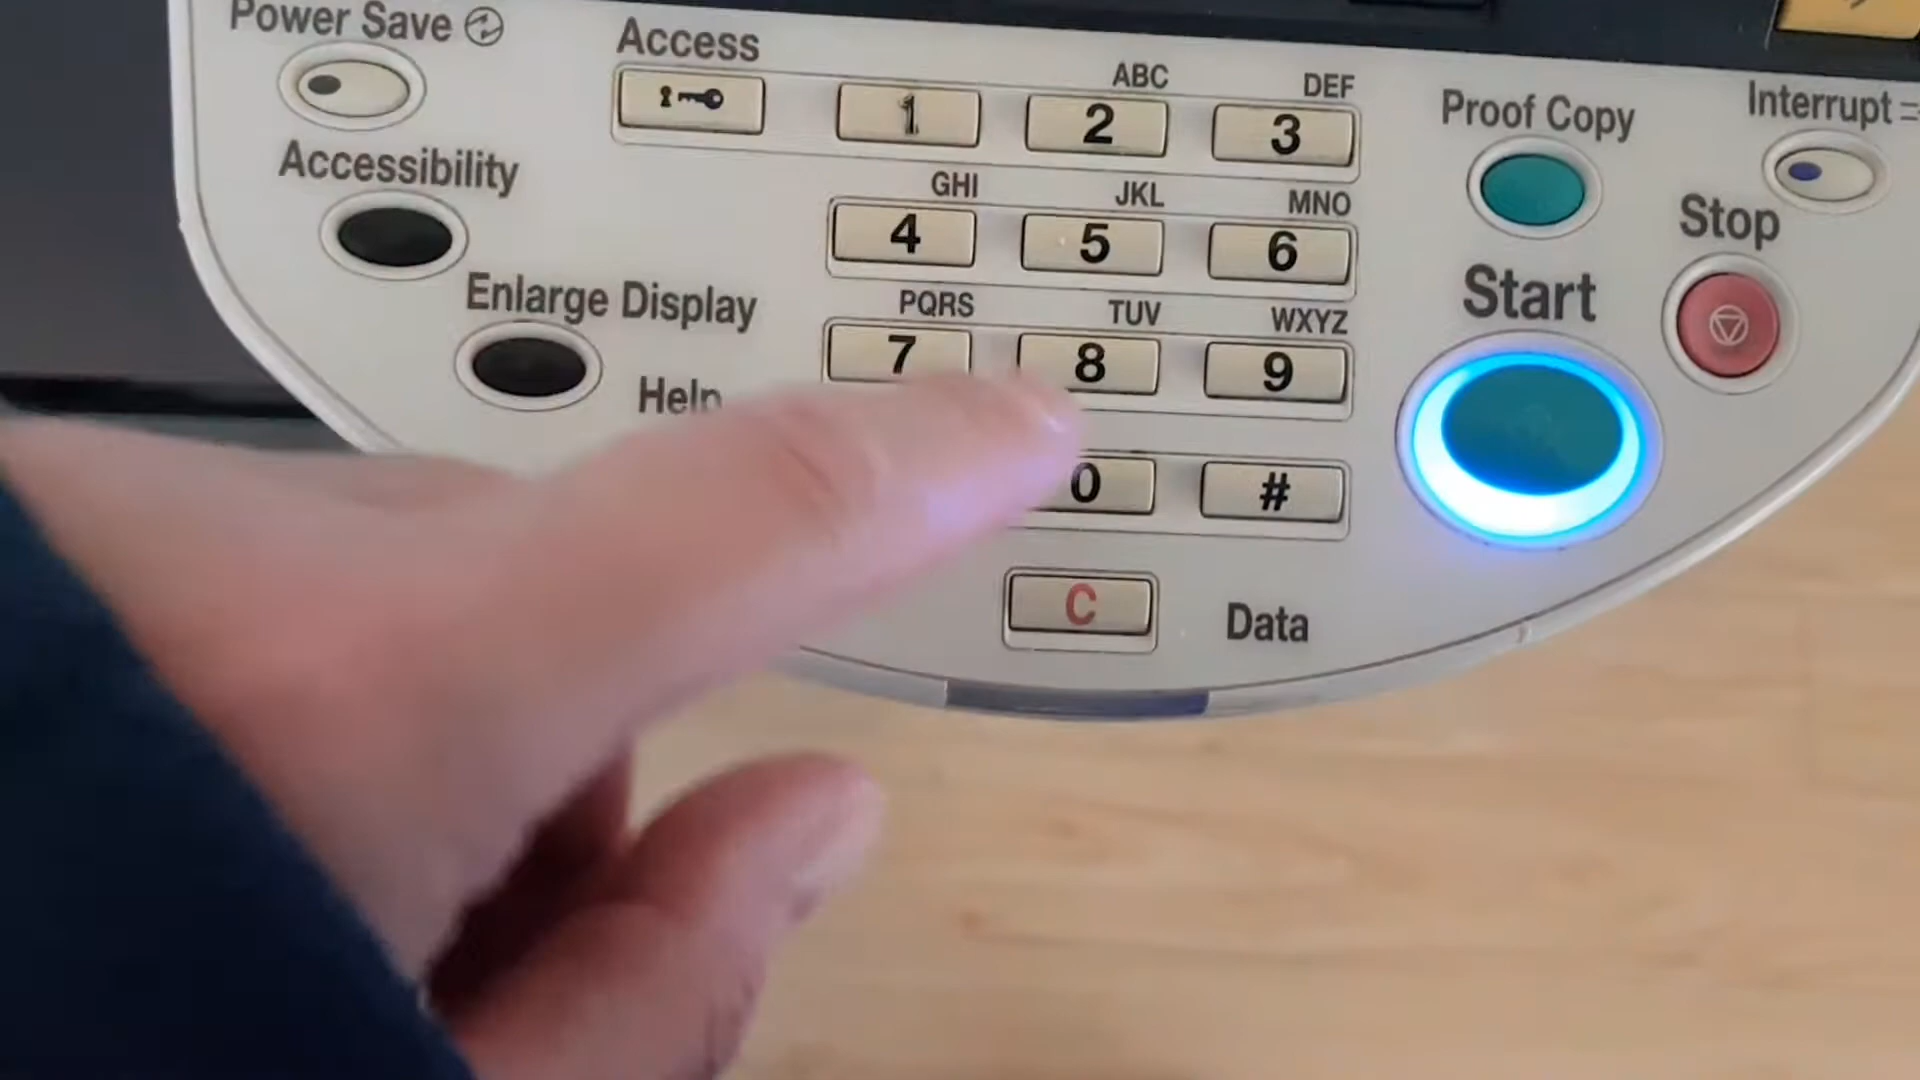 Power Save
Access
ABC
DEF
1
2
3
Proof Copy
Interrupt
Accessibility
GHI
JKL
MNO
4
5
6
Stop
Enlarge Display
PQRS
TUV
WXYZ
7
8
9
Start
Help
0
#
C
Data